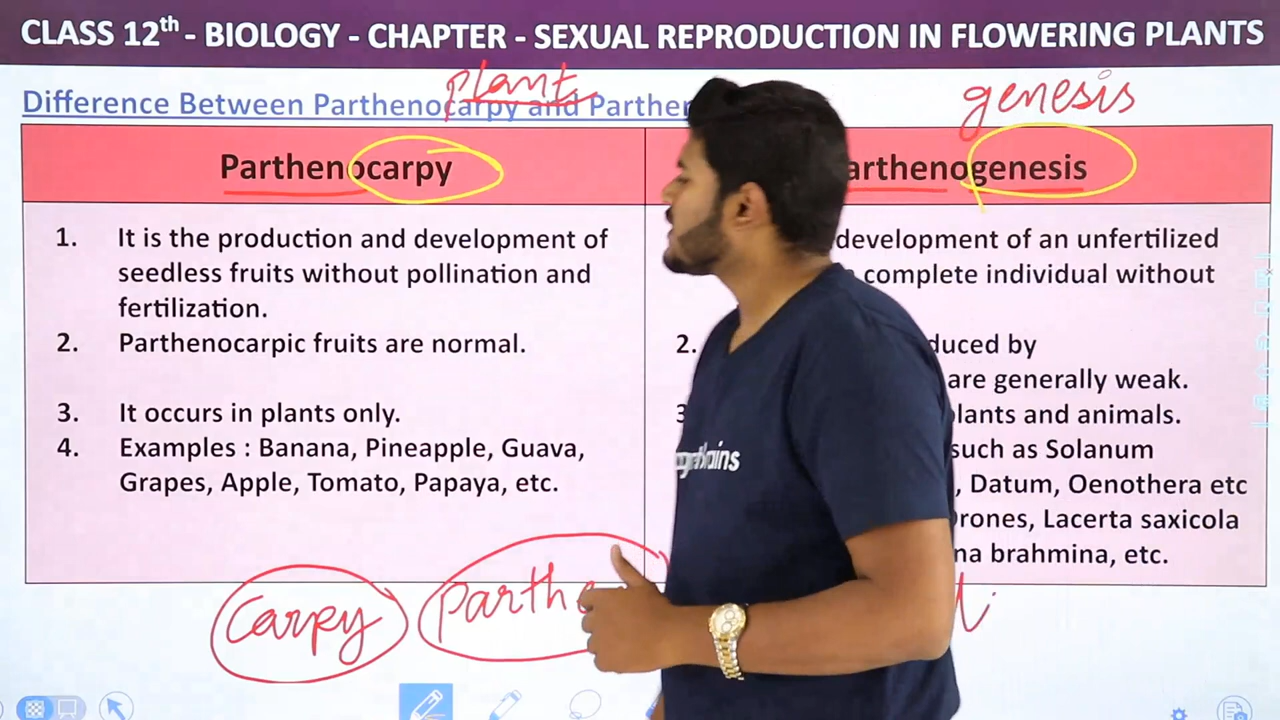 CLASS 12th - BIOLOGY - CHAPTER - SEXUAL REPRODUCTION IN FLOWERING PLANTS
plant
genesis
Difference Between Parthenocarpy and Parthen
Parthenocarpy
arthenogenesis
1. It is the production and development of
seedless fruits without pollination and
fertilization.
2. Parthenocarpic fruits are normal.
3. It occurs in plants only.
4. Examples : Banana, Pineapple, Guava,
Grapes, Apple, Tomato, Papaya, etc.
development of an unfertilized
complete individual without
2. duced by
are generally weak.
3 lants and animals.
such as Solanum
, Datum, Oenothera etc
Drones, Lacerta saxicola
na brahmina, etc.
Carpy
Parthe
rains